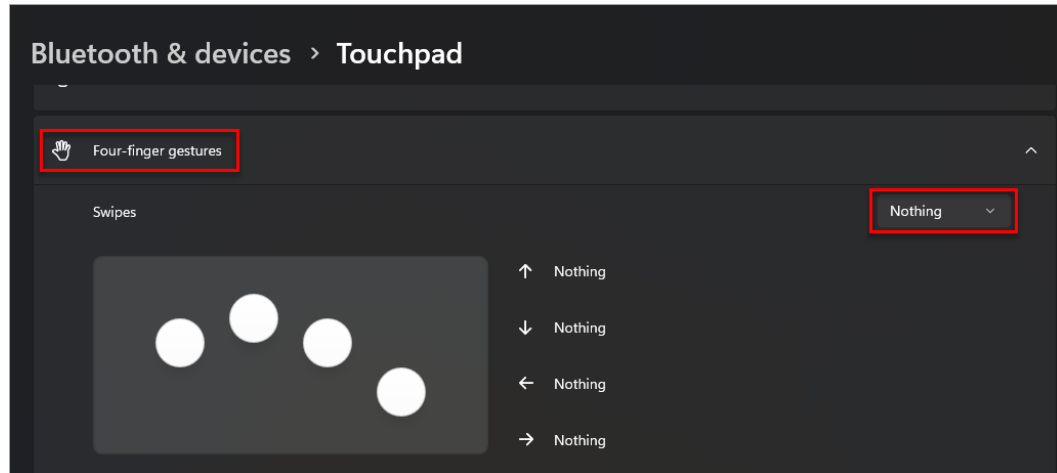 Bluetooth & devices > Touchpad
Four-finger gestures
Swipes
Nothing
↑ Nothing
↓ Nothing
← Nothing
→ Nothing